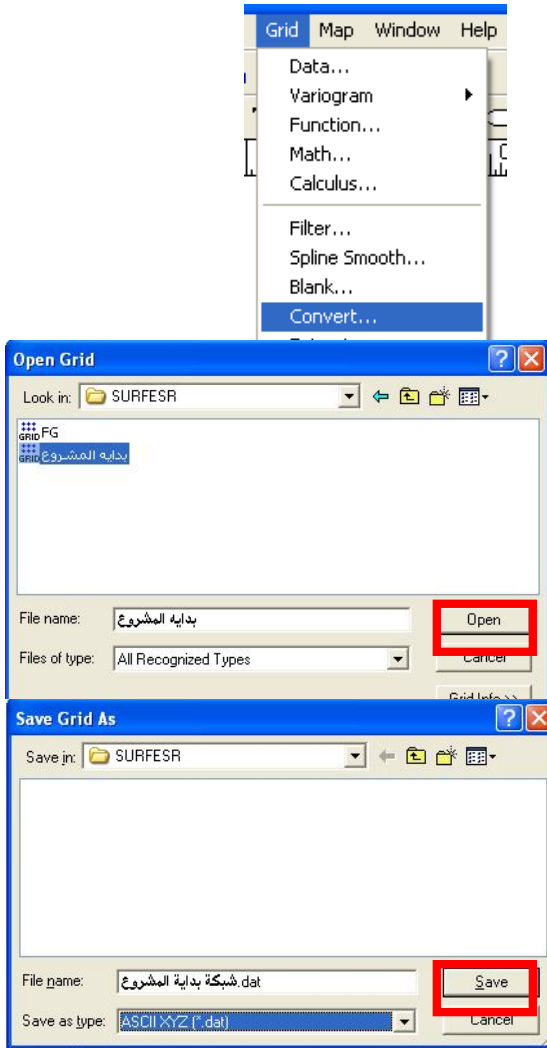 Grid Map Window Help
Data...
Variogram
Function...
Math...
Calculus...
Filter...
Spline Smooth...
Blank...
Convert...
Open Grid
Look in: SURFESR
GRID FG
GRID بدايه المشروع
File name: بدايه المشروع
Open
Files of type: All Recognized Types
Cancel
Grid Info >>
Save Grid As
Save in: SURFESR
File name: شبكة بداية المشروع.dat
Save
Save as type: ASCII XYZ (*.dat)
Cancel